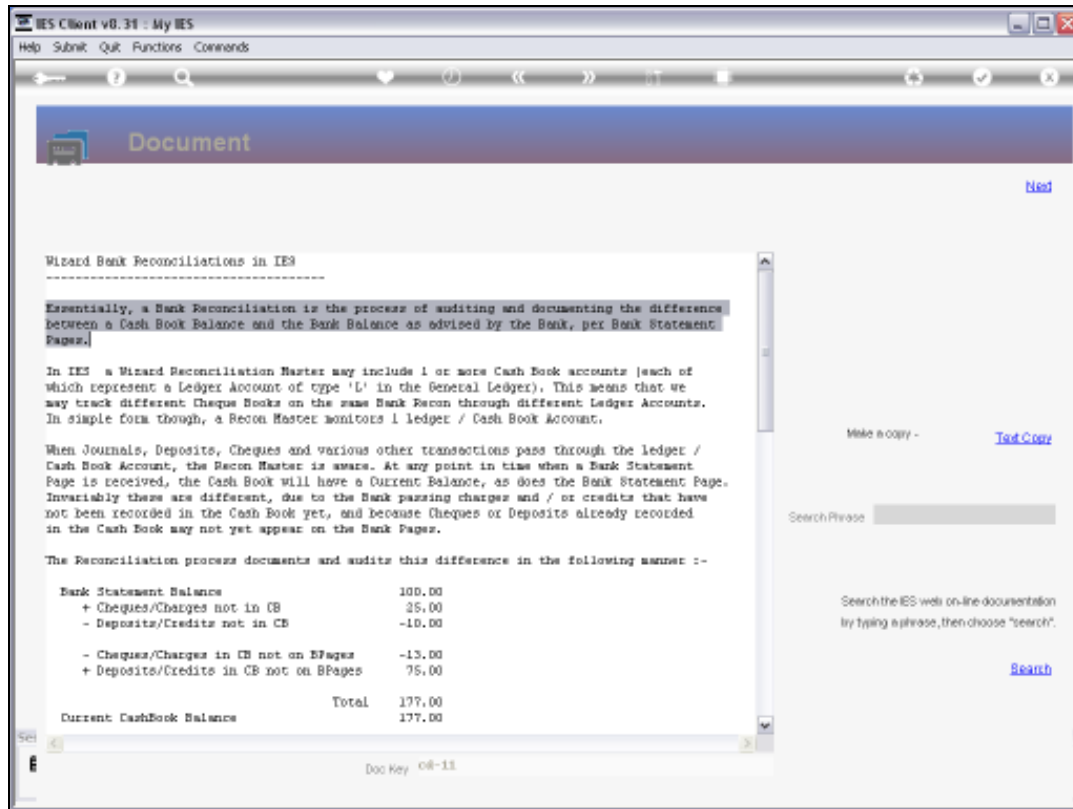 IES Client v8.31 : My IES
Help Submit Quit Functions Commands
Document
Next
Wizard Bank Reconciliations in IES
--------------------------------------
Essentially, a Bank Reconciliation is the process of auditing and documenting the difference
between a Cash Book Balance and the Bank Balance as advised by the Bank, per Bank Statement
Pages.
In IES a Wizard Reconciliation Master may include 1 or more Cash Book accounts (each of
which represent a Ledger Account of type 'L' in the General Ledger). This means that we
may track different Cheque Books on the same Bank Recon through different Ledger Accounts.
In simple form though, a Recon Master monitors 1 ledger / Cash Book Account.
When Journals, Deposits, Cheques and various other transactions pass through the ledger /
Cash Book Account, the Recon Master is aware. At any point in time when a Bank Statement
Page is received, the Cash Book will have a Current Balance, as does the Bank Statement Page.
Invariably these are different, due to the Bank passing charges and / or credits that have
not been recorded in the Cash Book yet, and because Cheques or Deposits already recorded
in the Cash Book may not yet appear on the Bank Pages.
The Reconciliation process documents and audits this difference in the following manner :-
Bank Statement Balance 100.00
+ Cheques/Charges not in CB 25.00
- Deposits/Credits not in CB -10.00
- Cheques/Charges in CB not on BPages -13.00
+ Deposits/Credits in CB not on BPages 75.00
Total 177.00
Current CashBook Balance 177.00
Make a copy - Text Copy
Search Phrase
Search the IES web on-line documentation
by typing a phrase, then choose "search".
Search
Doc Key c8-11